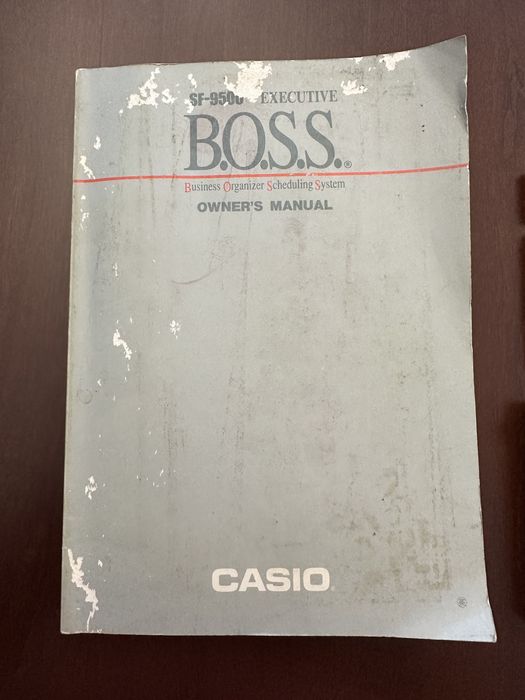 SF-9500 EXECUTIVE
B.O.S.S.®
Business Organizer Scheduling System
OWNER'S MANUAL
CASIO®